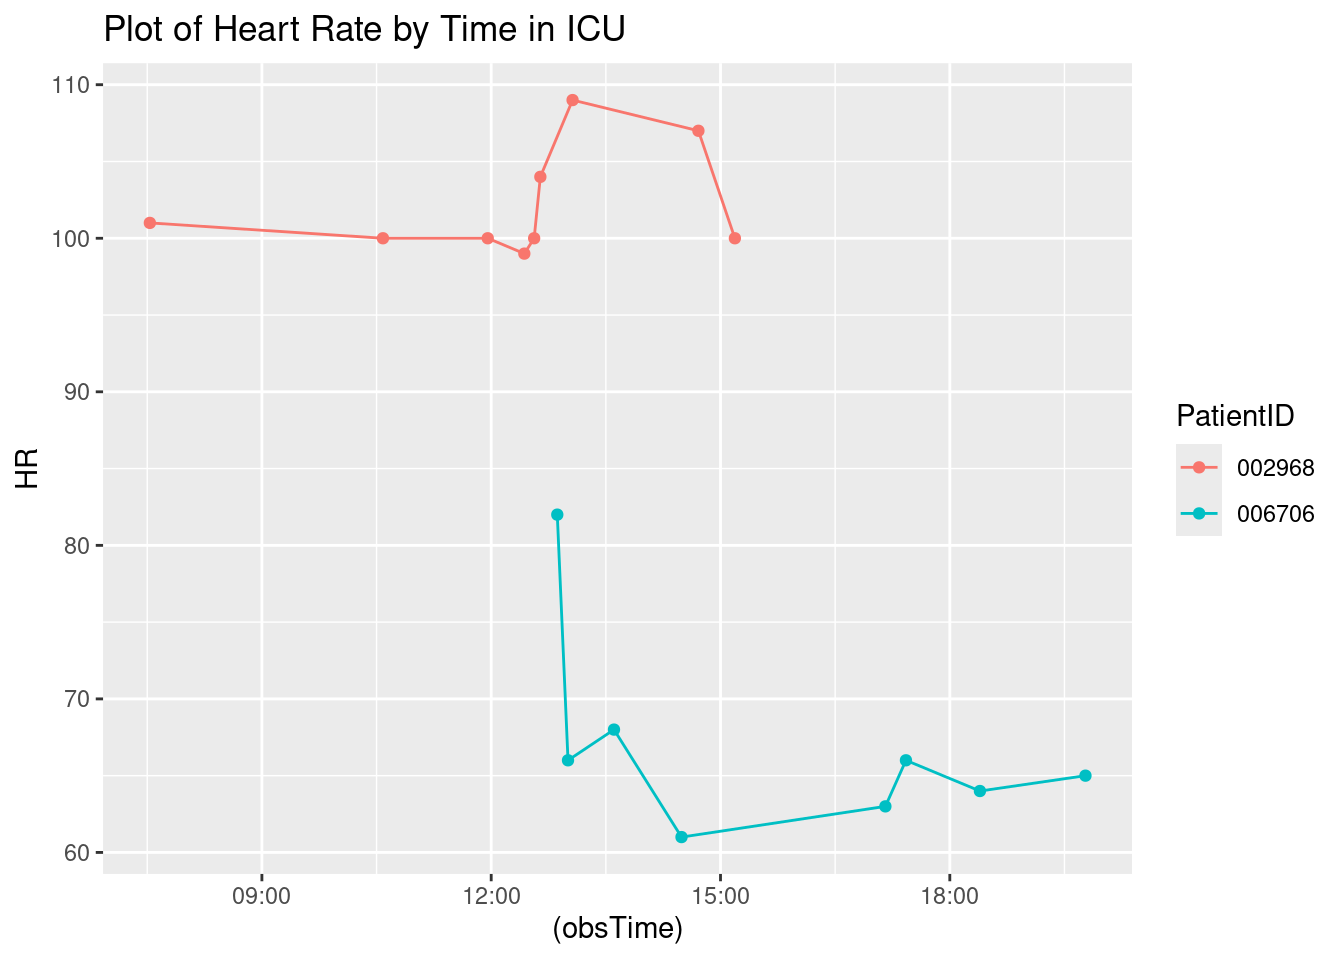 Plot of Heart Rate by Time in ICU
110
100
90
80
70
60
HR
09:00 12:00 15:00 18:00
(obsTime)
PatientID
002968
006706